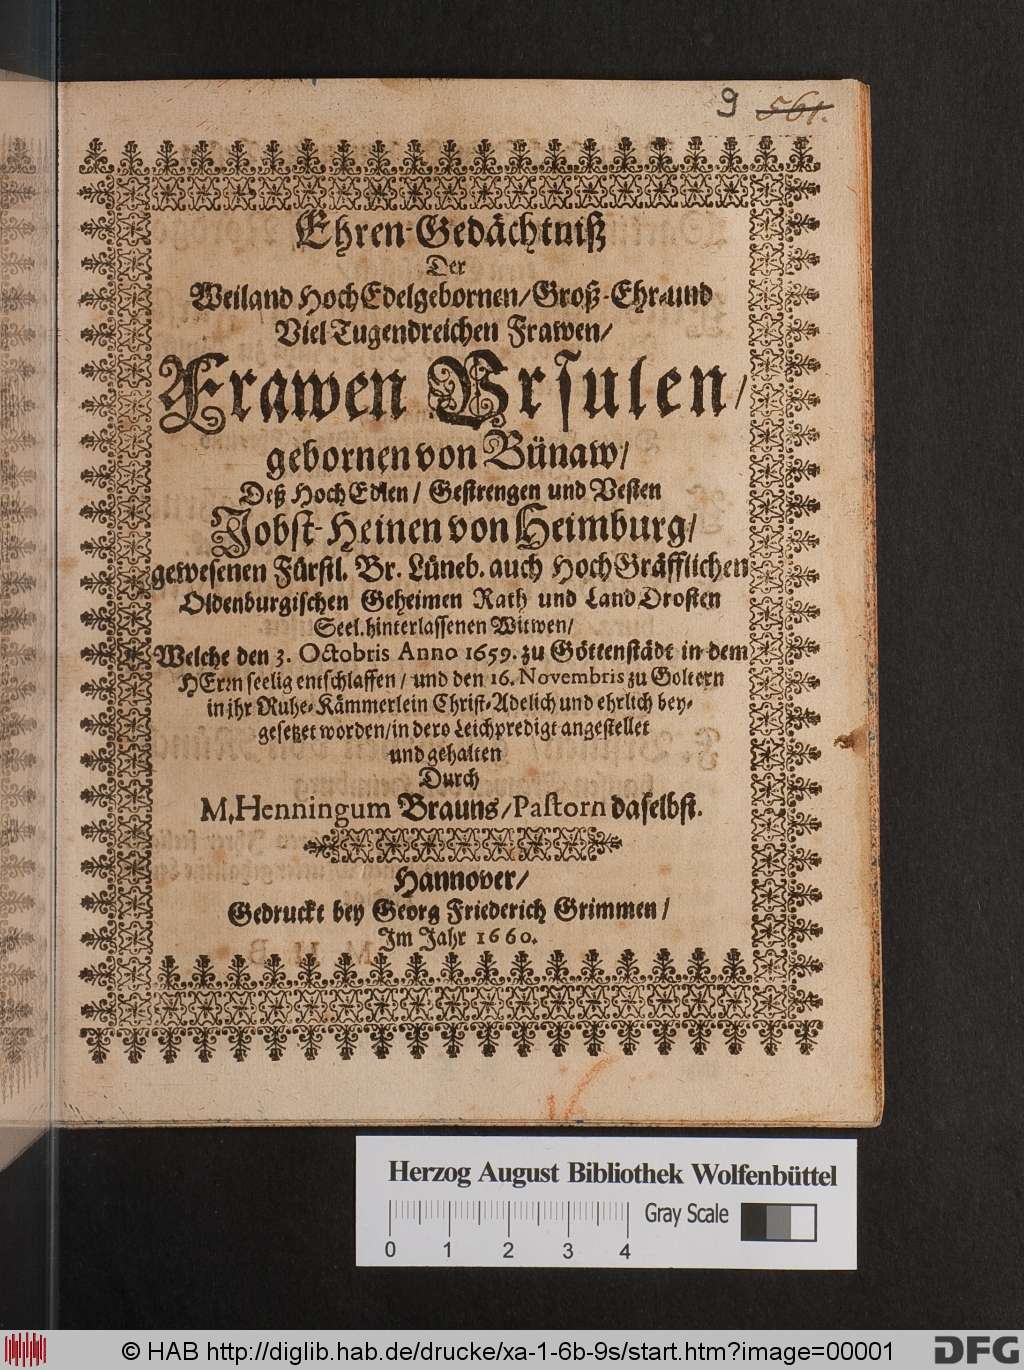 9 561.
Ehren-Gedächtniß
Der
Weiland HochEdelgebornen/Groß-Ehr-und
Viel Tugendreichen Frawen/
Frawen Vrsulen/
gebornen von Bünaw/
Deß HochEdlen/ Gestrengen und Vesten
Jobst-Heinen von Heimburg/
gewesenen Fürstl. Br. Lüneb. auch HochGräfflichen
Oldenburgischen Geheimen Rath und LandDrosten
Seel. hinterlassenen Witwen/
Welche den 3. Octobris Anno 1659. zu Göttenstädt in dem
HErrn seelig entschlaffen/ und den 16. Novembris zu Goltern
in ihr Ruhe-Kämmerlein Christ-Adelich und ehrlich bey-
gesetzet worden/in dero Leichpredigt angestellet
und gehalten
Durch
M. Henningum Brauns/Pastorn daselbst.
Hannover/
Gedruckt bey Georg Friederich Grimmen/
Im Jahr 1660.
Herzog August Bibliothek Wolfenbüttel
Gray Scale
0 1 2 3 4
© HAB http://diglib.hab.de/drucke/xa-1-6b-9s/start.htm?image=00001
DFG